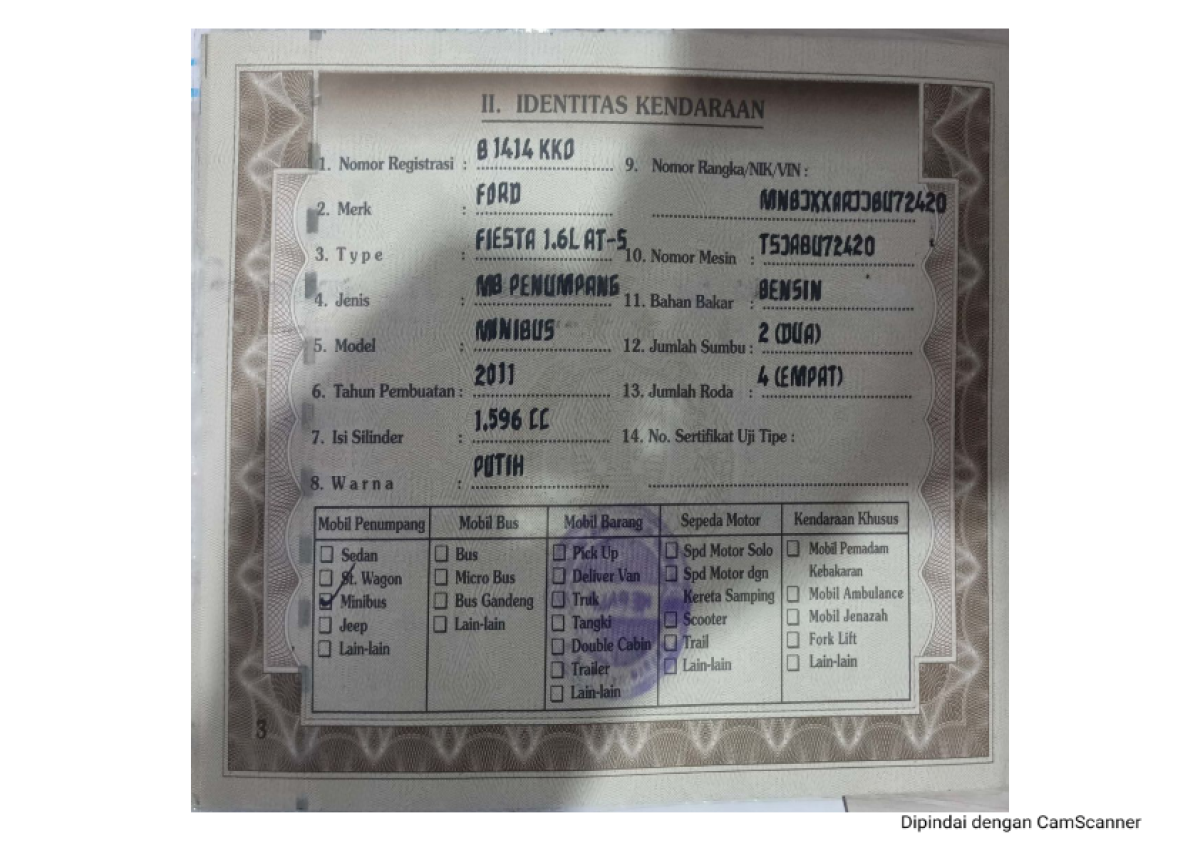 II. IDENTITAS KENDARAAN
1. Nomor Registrasi : B 1414 KKO
2. Merk : FORD
3. Type : FIESTA 1.6L AT-S
4. Jenis : MB PENUMPANG
5. Model : MINIBUS
6. Tahun Pembuatan : 2011
7. Isi Silinder : 1.596 CC
8. Warna : PUTIH
9. Nomor Rangka/NIK/VIN :
MNBJXXARJJBU72420
10. Nomor Mesin : TSJABU72420
11. Bahan Bakar : BENSIN
12. Jumlah Sumbu : 2 (DUA)
13. Jumlah Roda : 4 (EMPAT)
14. No. Sertifikat Uji Tipe :
Mobil Penumpang
Sedan
St. Wagon
Minibus
Jeep
Lain-lain
Mobil Bus
Bus
Micro Bus
Bus Gandeng
Lain-lain
Mobil Barang
Pick Up
Deliver Van
Truk
Tangki
Double Cabin
Trailer
Lain-lain
Sepeda Motor
Spd Motor Solo
Spd Motor dgn
Kereta Samping
Scooter
Trail
Lain-lain
Kendaraan Khusus
Mobil Pemadam
Kebakaran
Mobil Ambulance
Mobil Jenazah
Fork Lift
Lain-lain
3
Dipindai dengan CamScanner